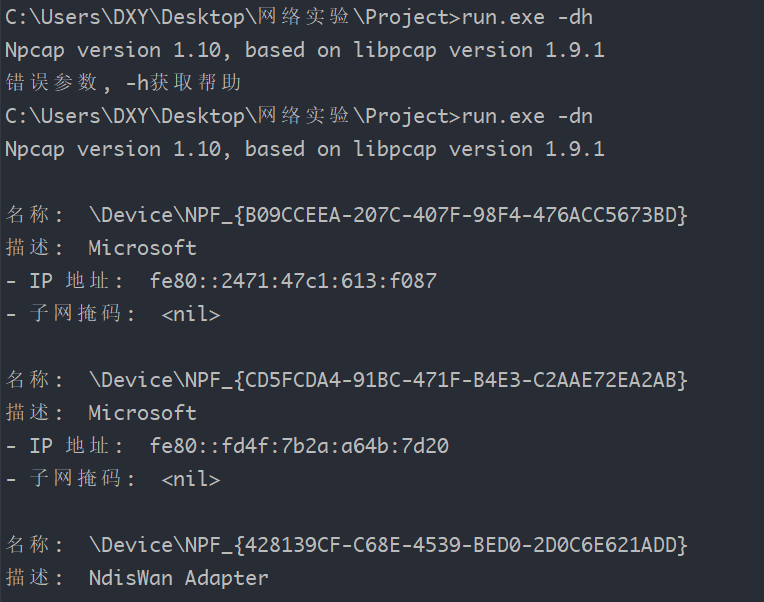 C:\Users\DXY\Desktop\网络实验\Project>run.exe -dh
Npcap version 1.10, based on libpcap version 1.9.1
错误参数, -h获取帮助
C:\Users\DXY\Desktop\网络实验\Project>run.exe -dn
Npcap version 1.10, based on libpcap version 1.9.1
名称: \Device\NPF_{B09CCEEA-207C-407F-98F4-476ACC5673BD}
描述: Microsoft
- IP 地址: fe80::2471:47c1:613:f087
- 子网掩码: <nil>
名称: \Device\NPF_{CD5FCDA4-91BC-471F-B4E3-C2AAE72EA2AB}
描述: Microsoft
- IP 地址: fe80::fd4f:7b2a:a64b:7d20
- 子网掩码: <nil>
名称: \Device\NPF_{428139CF-C68E-4539-BED0-2D0C6E621ADD}
描述: NdisWan Adapter